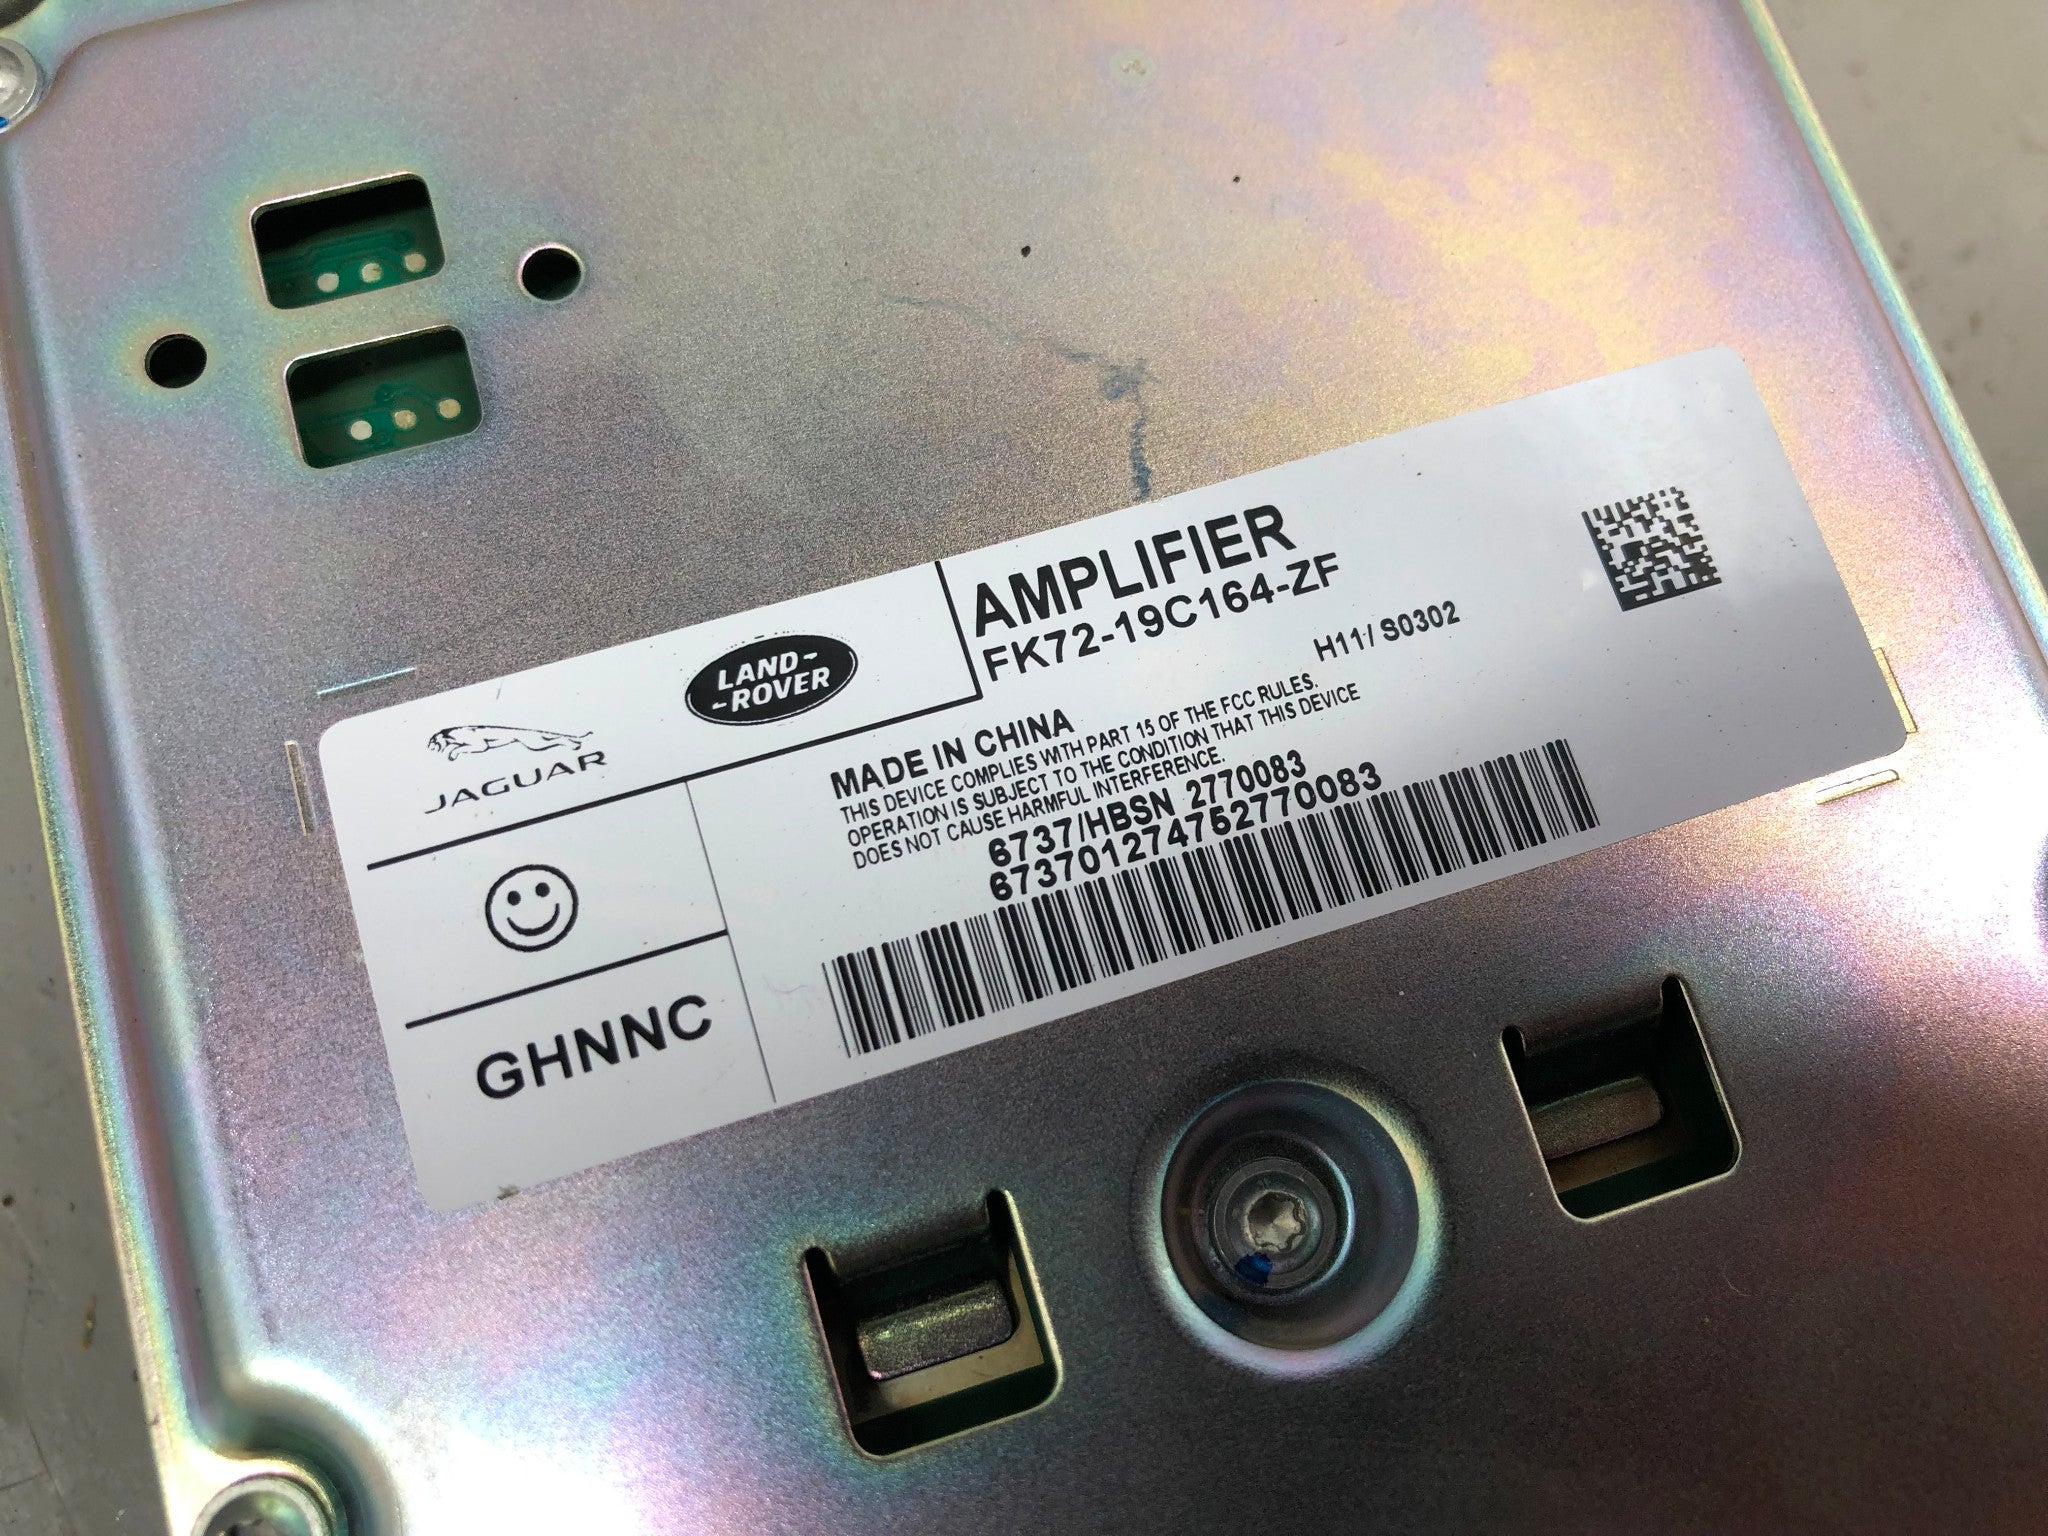 JAGUAR
LAND-
-ROVER
AMPLIFIER
FK72-19C164-ZF
H11/ S0302
MADE IN CHINA
THIS DEVICE COMPLIES WITH PART 15 OF THE FCC RULES.
OPERATION IS SUBJECT TO THE CONDITION THAT THIS DEVICE
DOES NOT CAUSE HARMFUL INTERFERENCE.
6737/HBSN 2770083
673701274752770083
GHNNC